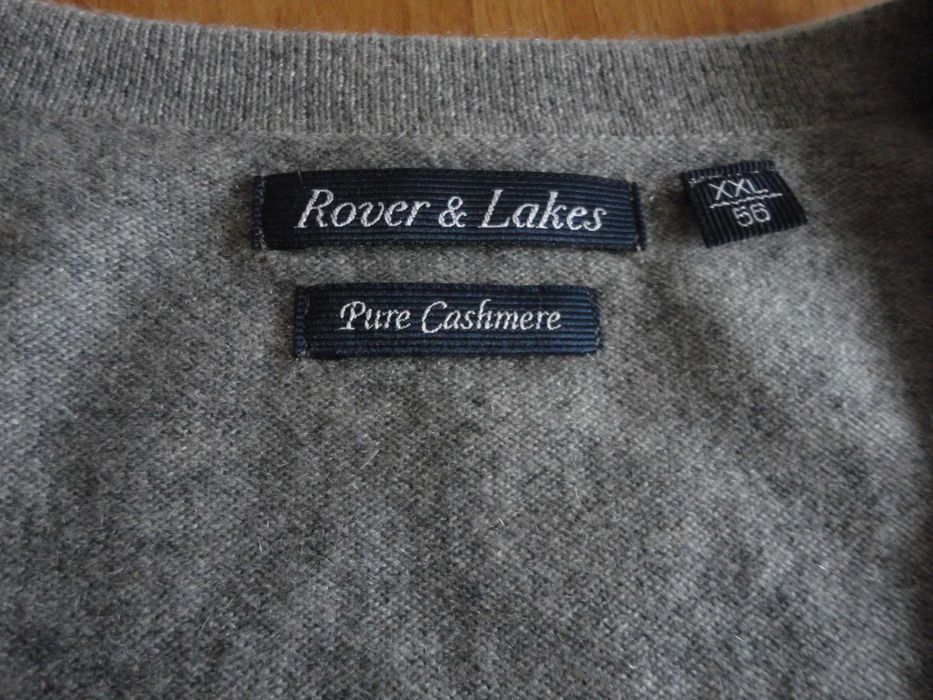 Rover & Lakes
XXL
56
Pure Cashmere